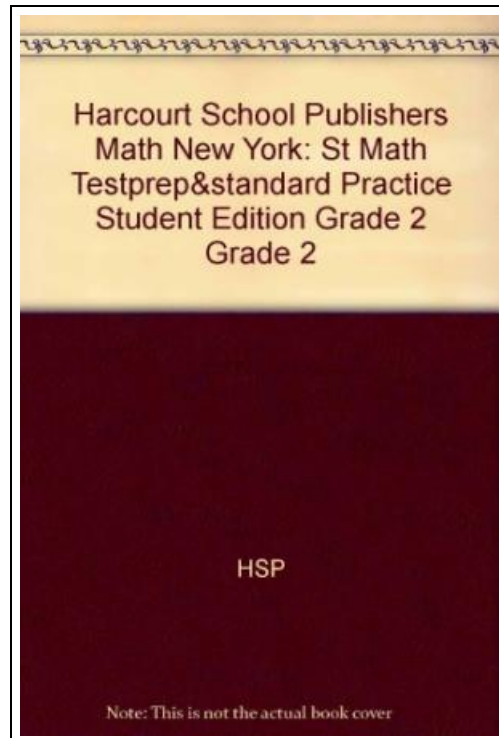 Harcourt School Publishers
Math New York: St Math
Testprep&standard Practice
Student Edition Grade 2
Grade 2
HSP
Note: This is not the actual book cover